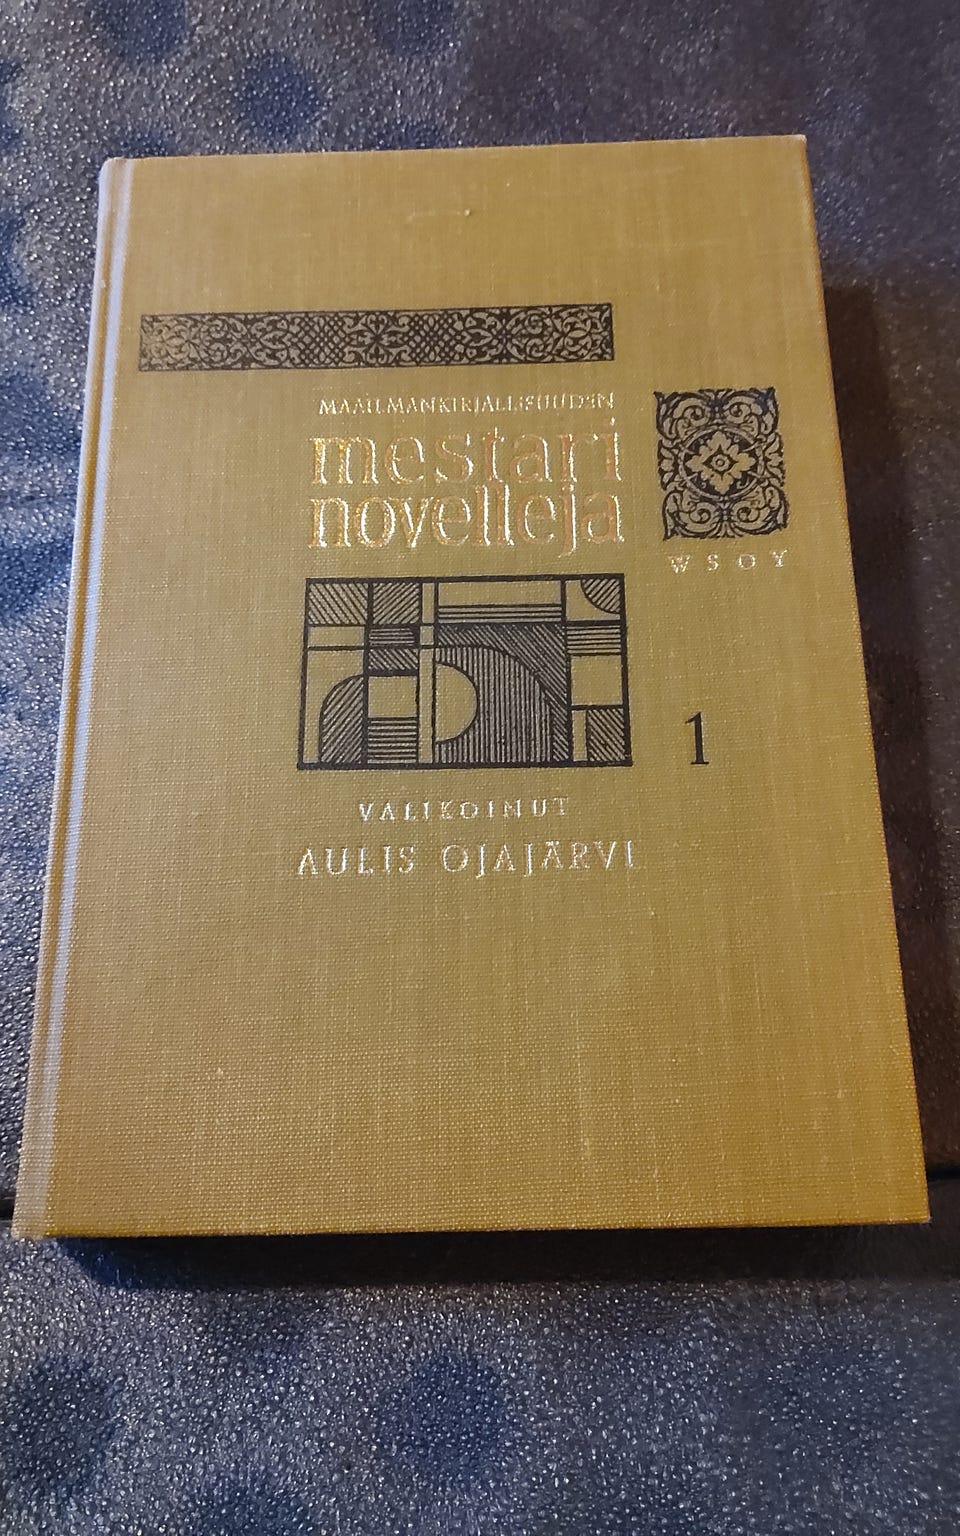 MAAILMANKIRJALLISUUDEN
mestari
novelleja
WSOY
1
VALIKOINUT
AULIS OJAJÄRVI